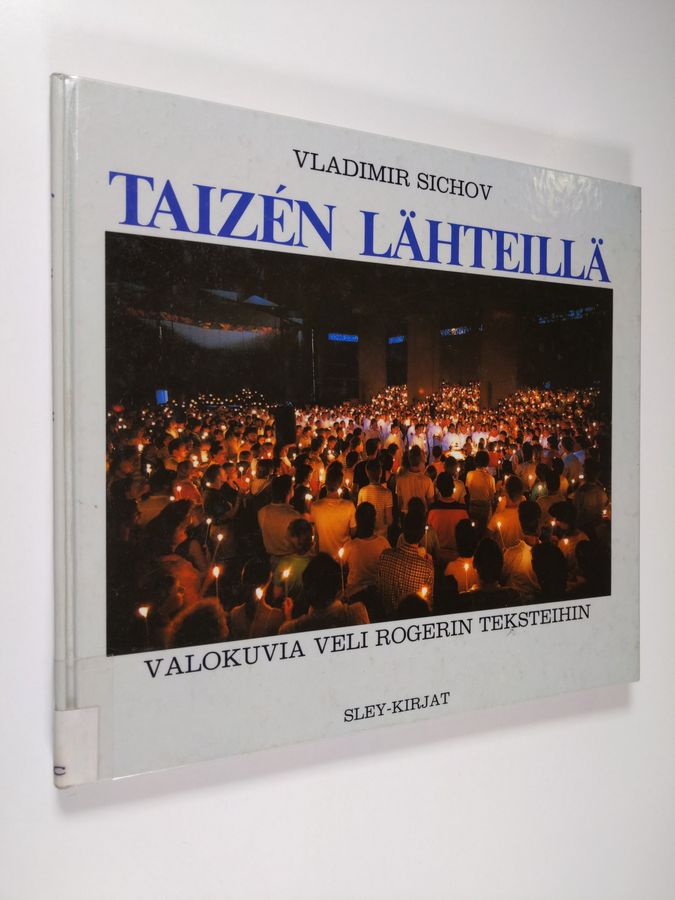 VLADIMIR SICHOV
TAIZÉN LÄHTEILLÄ
VALOKUVIA VELI ROGERIN TEKSTEIHIN
SLEY-KIRJAT